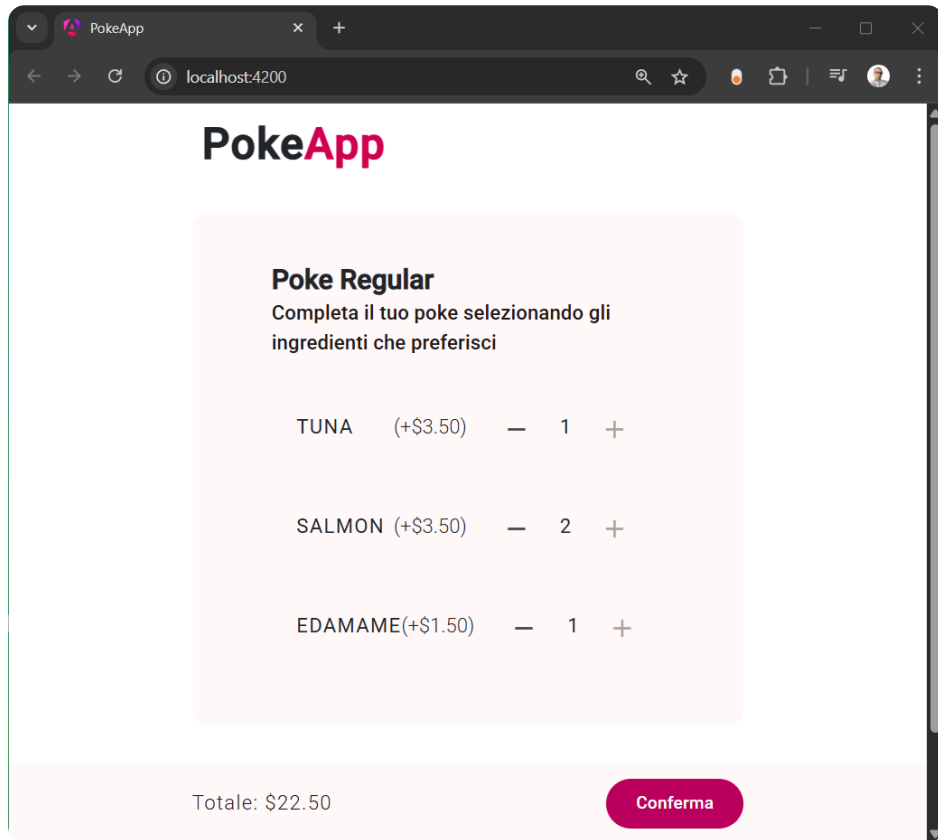 PokeApp
localhost:4200
PokeApp
Poke Regular
Completa il tuo poke selezionando gli
ingredienti che preferisci
TUNA (+$3.50) — 1 +
SALMON (+$3.50) — 2 +
EDAMAME(+$1.50) — 1 +
Totale: $22.50 Conferma